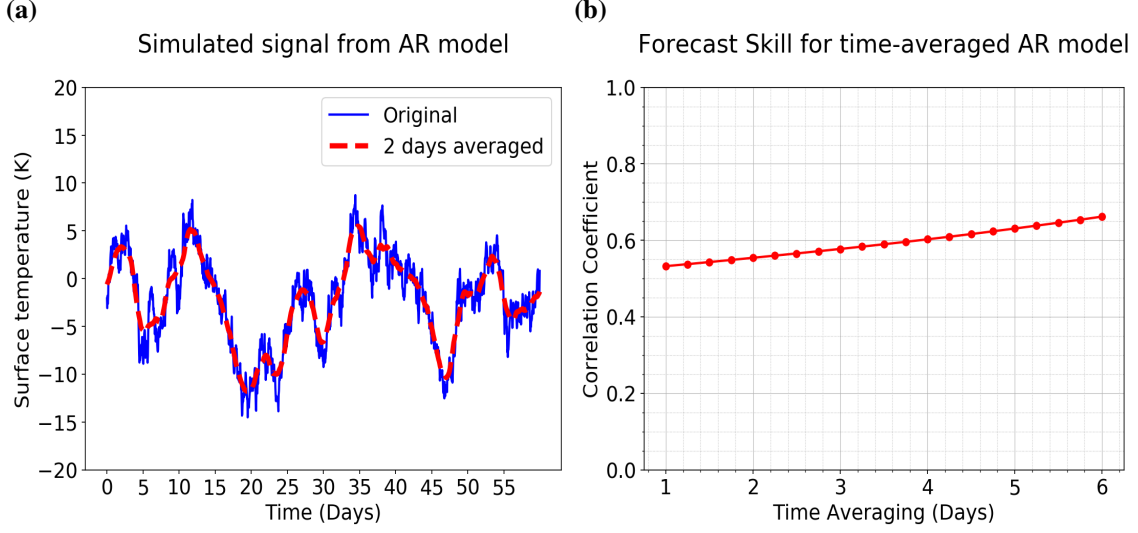 (a)
Simulated signal from AR model
Surface temperature (K)
20
15
10
5
0
−5
−10
−15
−20
Original
2 days averaged
0 5 10 15 20 25 30 35 40 45 50 55
Time (Days)
(b)
Forecast Skill for time-averaged AR model
Correlation Coefficient
1.0
0.8
0.6
0.4
0.2
0.0
1 2 3 4 5 6
Time Averaging (Days)